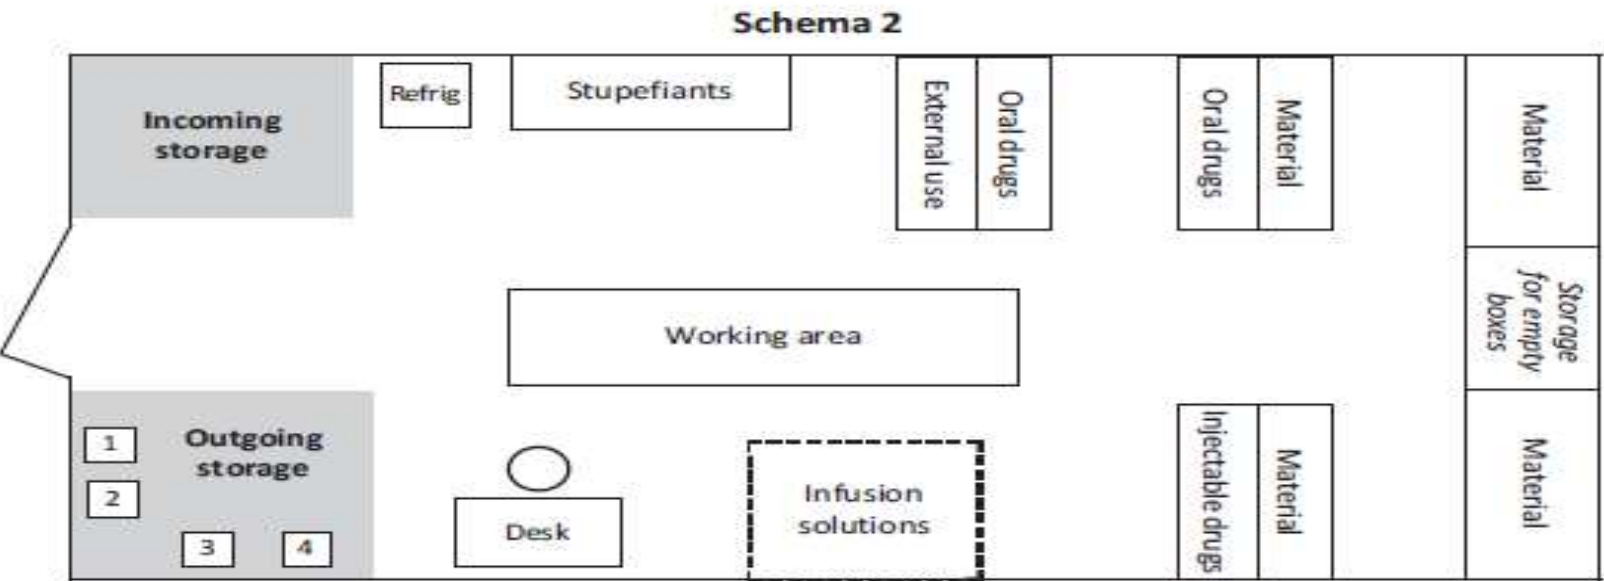 Schema 2
Incoming
storage
Refrig
Stupefiants
External use
Oral drugs
Oral drugs
Material
Material
Working area
Storage
for empty
boxes
1
2
Outgoing
storage
3
4
Desk
Infusion
solutions
Injectable drugs
Material
Material